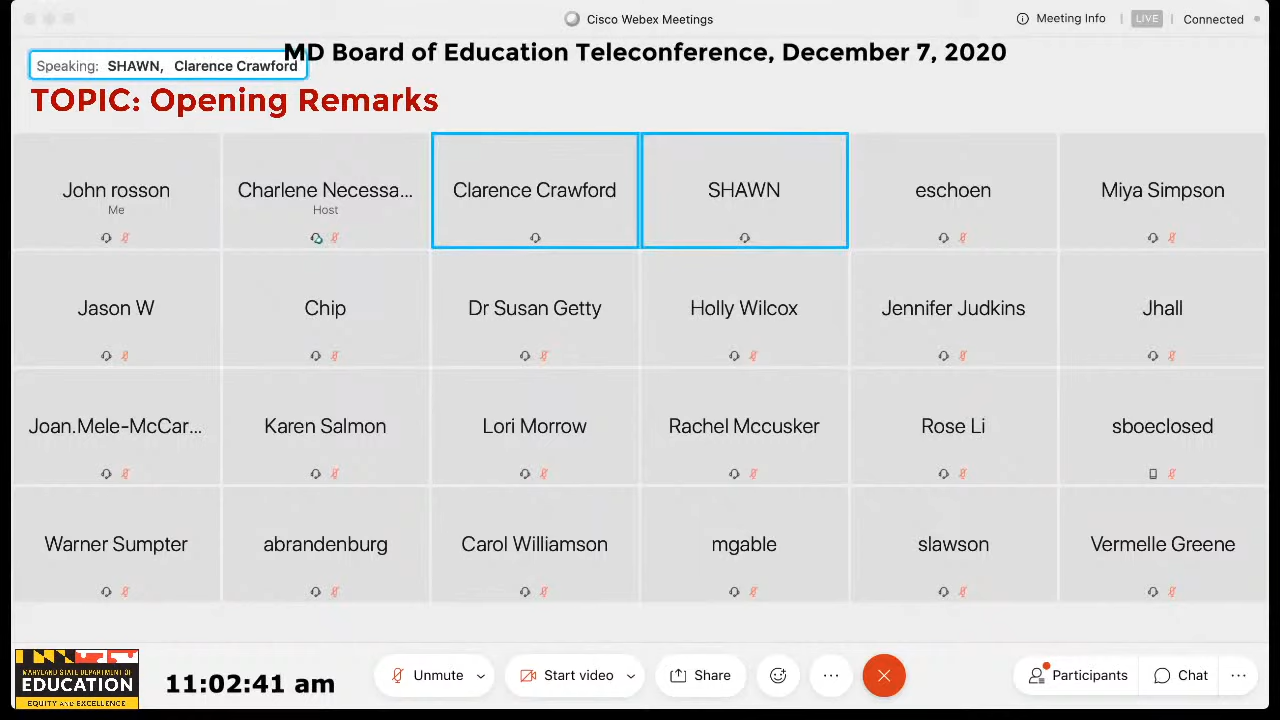 Cisco Webex Meetings
Meeting Info
LIVE
Connected
MD Board of Education Teleconference, December 7, 2020
Speaking: SHAWN, Clarence Crawford
TOPIC: Opening Remarks
John rosson
Me
Charlene Necessa...
Host
Clarence Crawford
SHAWN
eschoen
Miya Simpson
Jason W
Chip
Dr Susan Getty
Holly Wilcox
Jennifer Judkins
Jhall
Joan.Mele-McCar...
Karen Salmon
Lori Morrow
Rachel Mccusker
Rose Li
sboeclosed
Warner Sumpter
abrandenburg
Carol Williamson
mgable
slawson
Vermelle Greene
MARYLAND STATE DEPARTMENT OF
EDUCATION
EQUITY AND EXCELLENCE
11:02:41 am
Unmute
Start video
Share
Participants
Chat